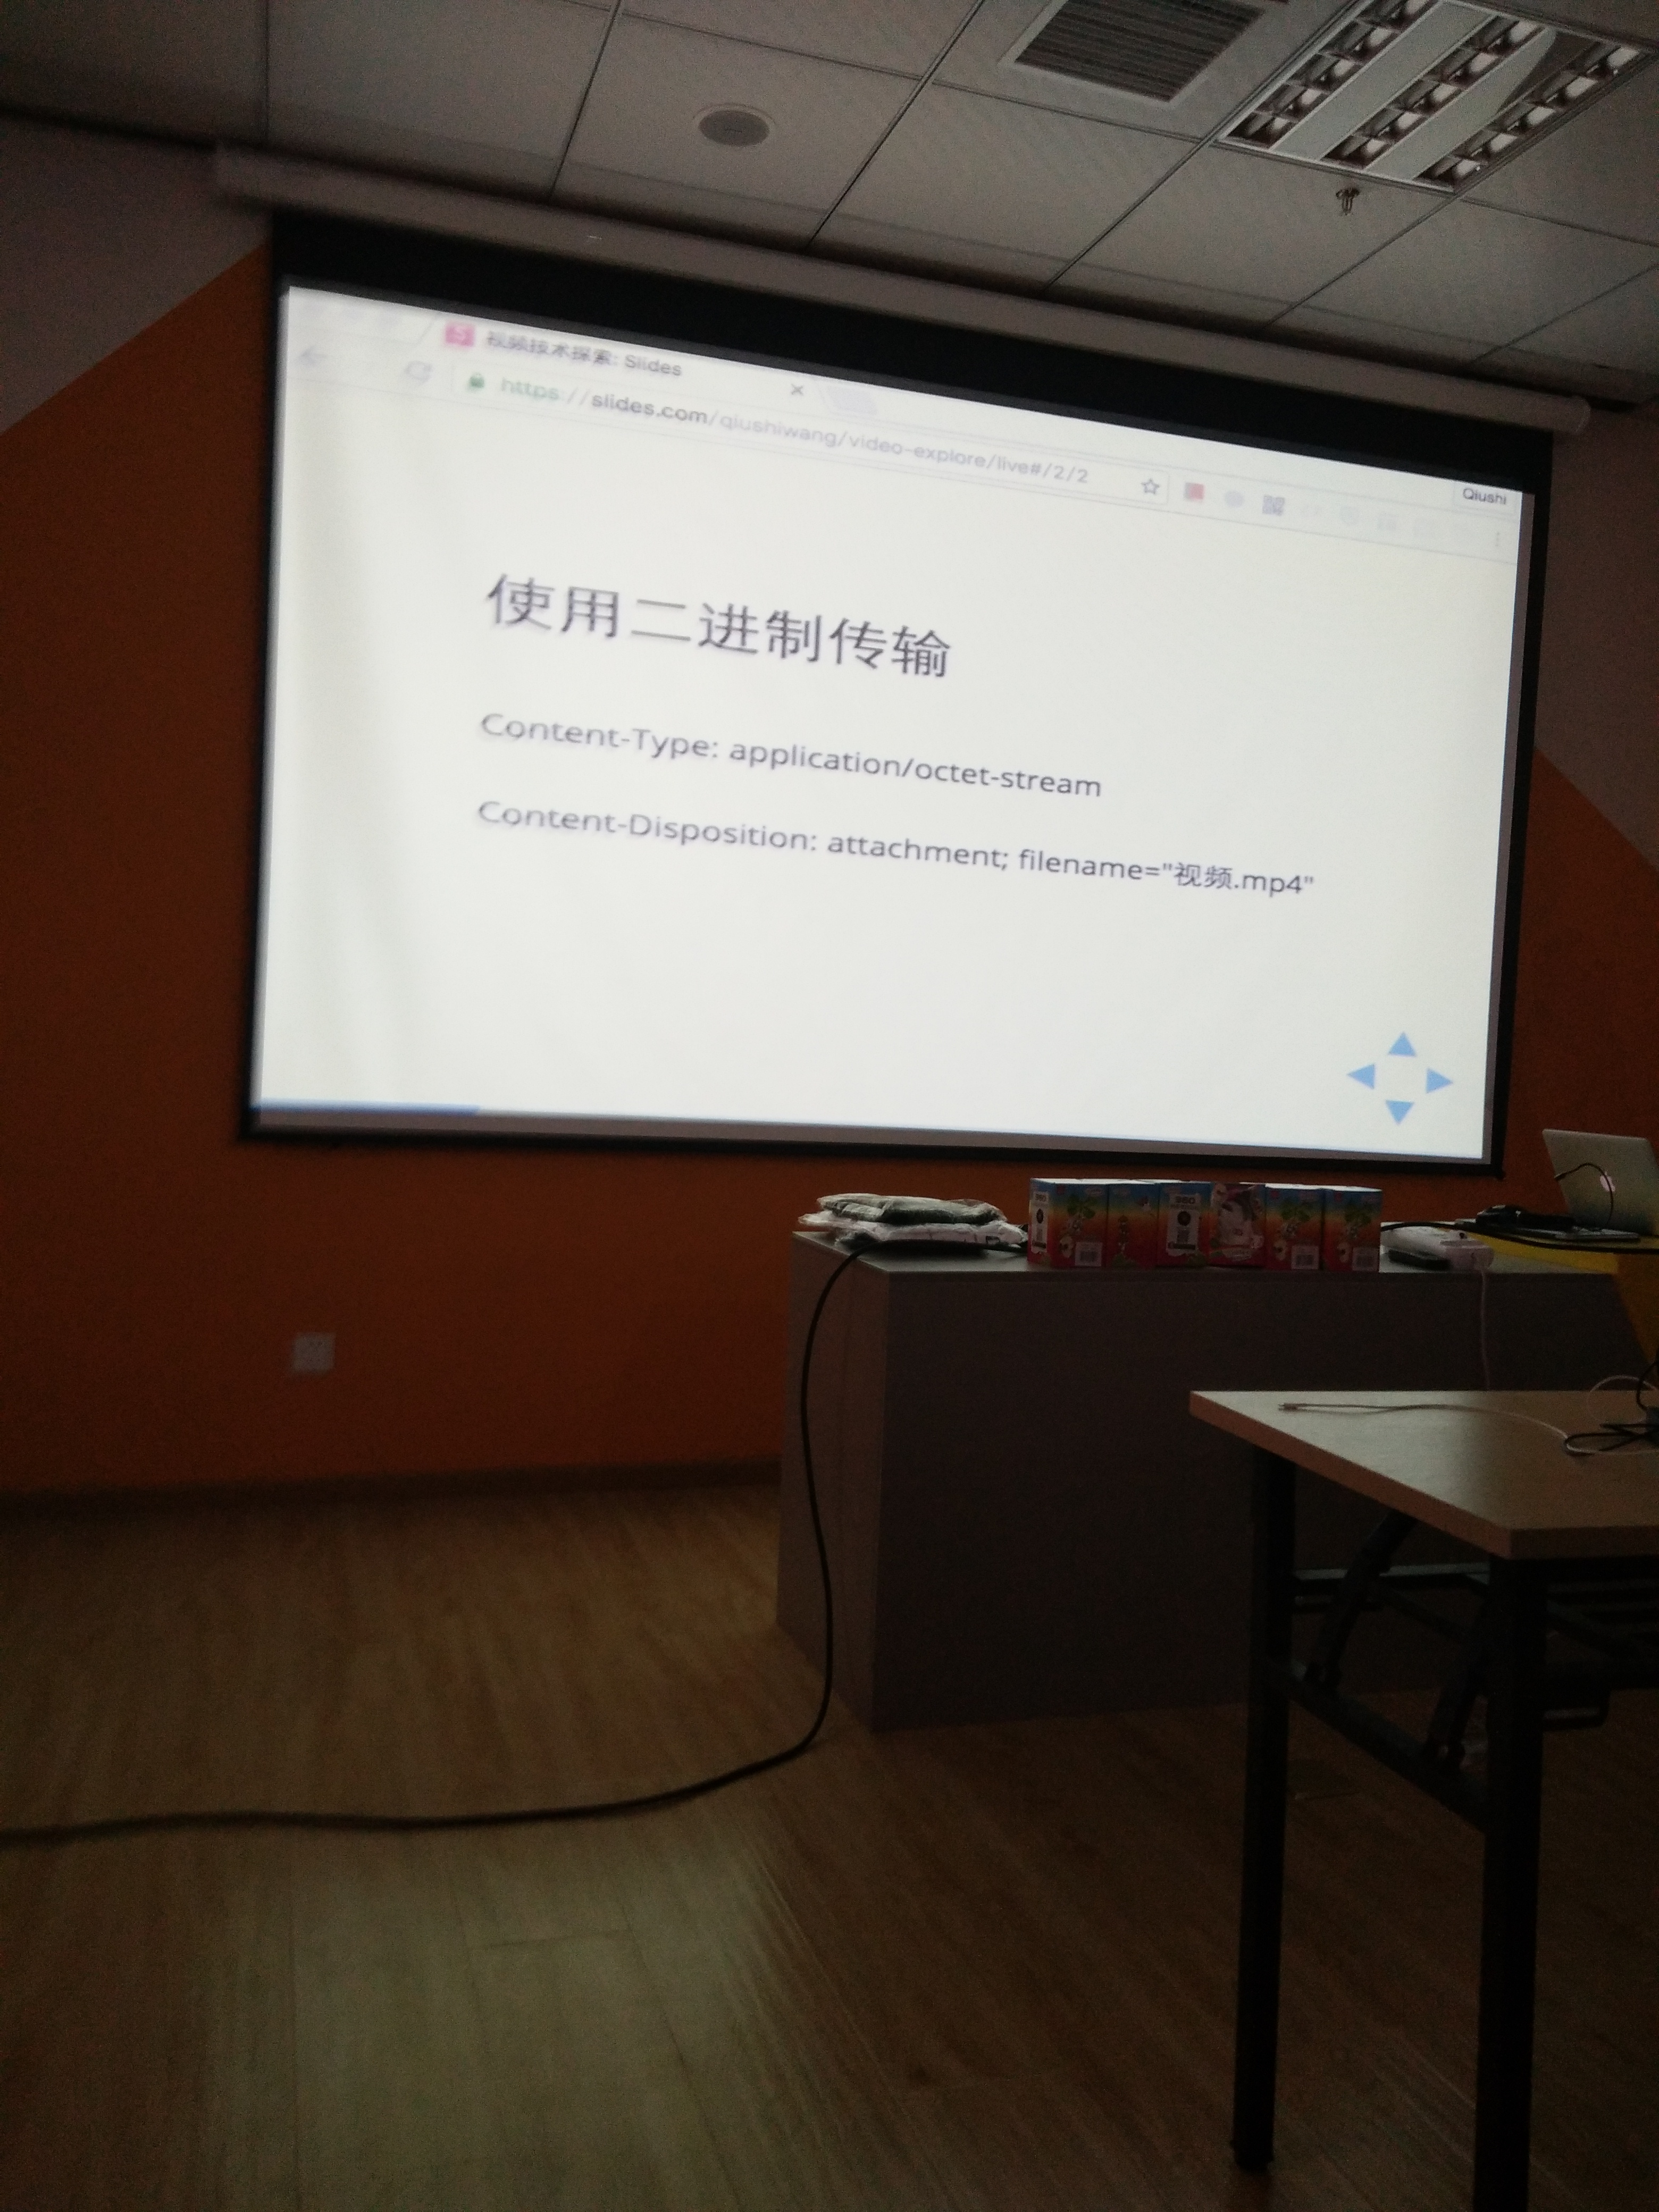 视频技术探索: Slides
https://slides.com/qiushiwang/video-explore/live#/2/2
Qiushi
使用二进制传输
Content-Type: application/octet-stream
Content-Disposition: attachment; filename="视频.mp4"